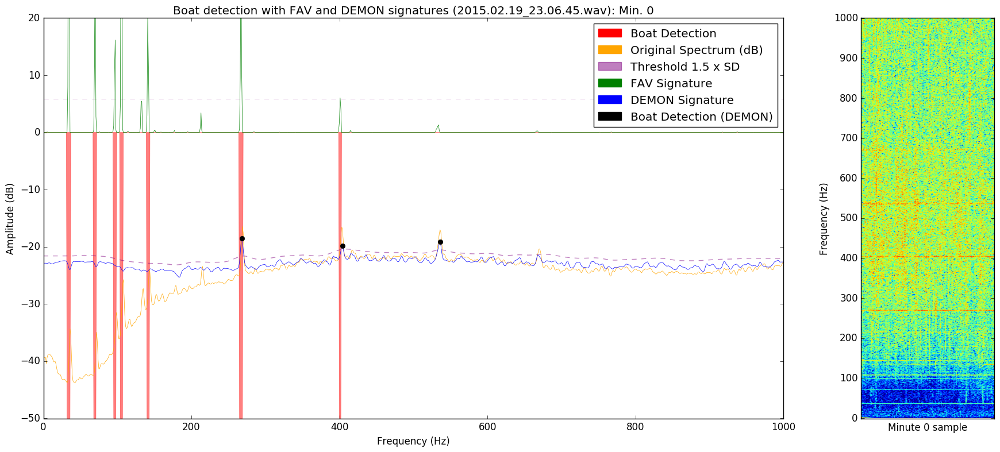 Boat detection with FAV and DEMON signatures (2015.02.19_23.06.45.wav): Min. 0
Boat Detection
Original Spectrum (dB)
Threshold 1.5 x SD
FAV Signature
DEMON Signature
Boat Detection (DEMON)
Amplitude (dB)
20
10
0
−10
−20
−30
−40
−50
0
200
400
600
800
1000
Frequency (Hz)
Frequency (Hz)
1000
900
800
700
600
500
400
300
200
100
0
Minute 0 sample